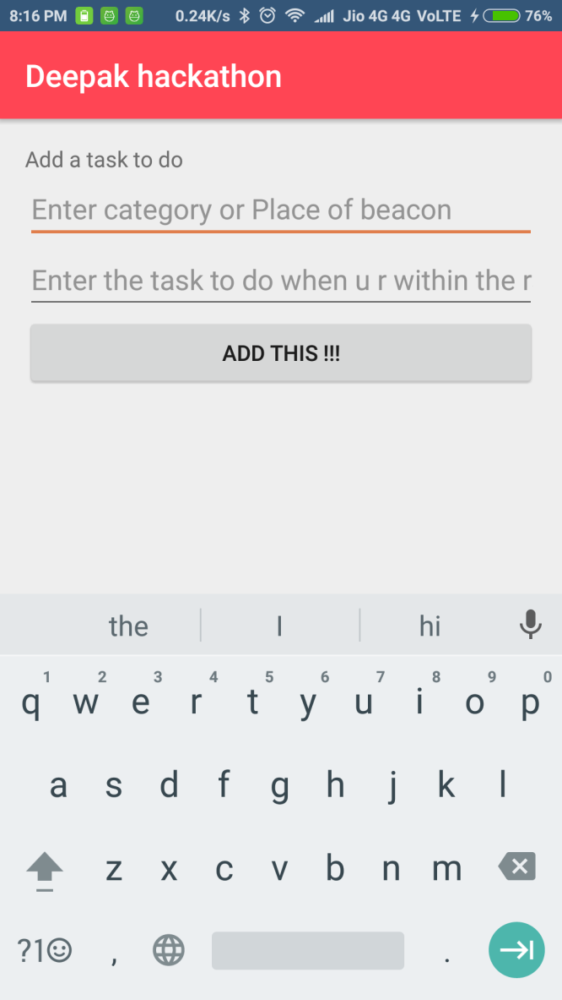 8:16 PM 0.24K/s Jio 4G 4G VoLTE 76%
Deepak hackathon
Add a task to do
Enter category or Place of beacon
Enter the task to do when u r within the r
ADD THIS !!!
the I hi
1 2 3 4 5 6 7 8 9 0
q w e r t y u i o p
a s d f g h j k l
z x c v b n m
?1☺ , .